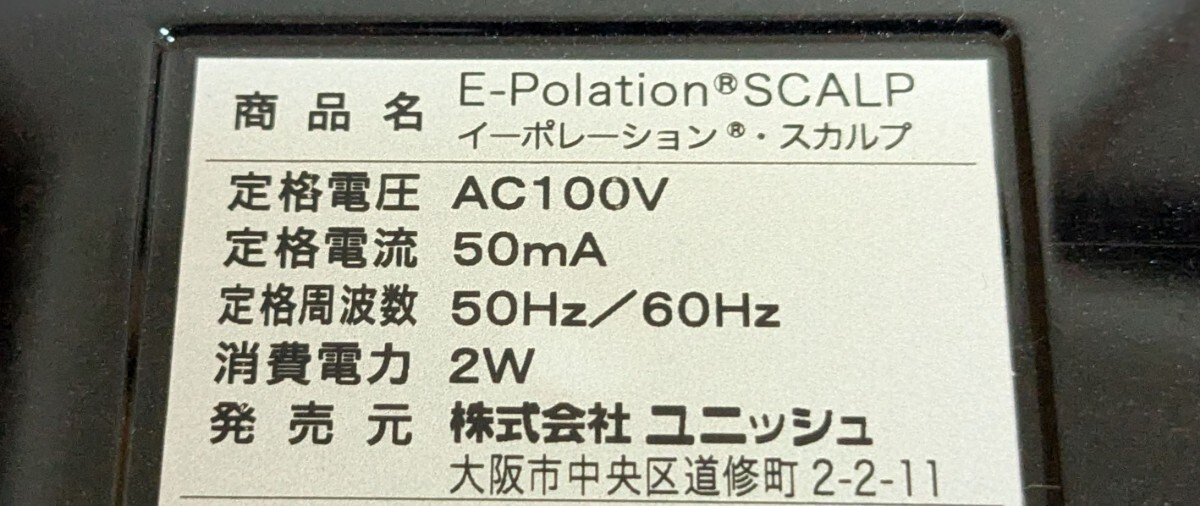 商品名 E-Polation®SCALP
イーポレーション®・スカルプ
定格電圧 AC100V
定格電流 50mA
定格周波数 50Hz／60Hz
消費電力 2W
発売元 株式会社 ユニッシュ
大阪市中央区道修町 2-2-11